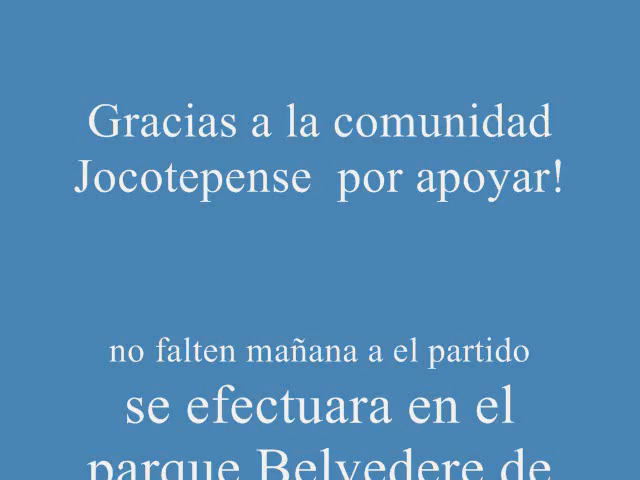 Gracias a la comunidad
Jocotepense por apoyar!
no falten mañana a el partido
se efectuara en el
parque Belvedere de